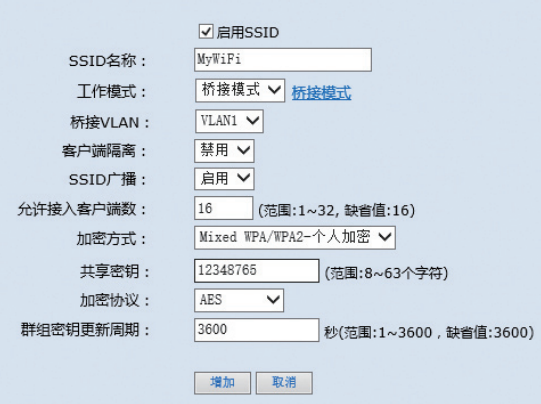 启用SSID
SSID名称： MyWiFi
工作模式： 桥接模式 桥接模式
桥接VLAN： VLAN1
客户端隔离： 禁用
SSID广播： 启用
允许接入客户端数： 16 (范围:1~32, 缺省值:16)
加密方式： Mixed WPA/WPA2-个人加密
共享密钥： 12348765 (范围:8~63个字符)
加密协议： AES
群组密钥更新周期： 3600 秒(范围:1~3600，缺省值:3600)
增加 取消